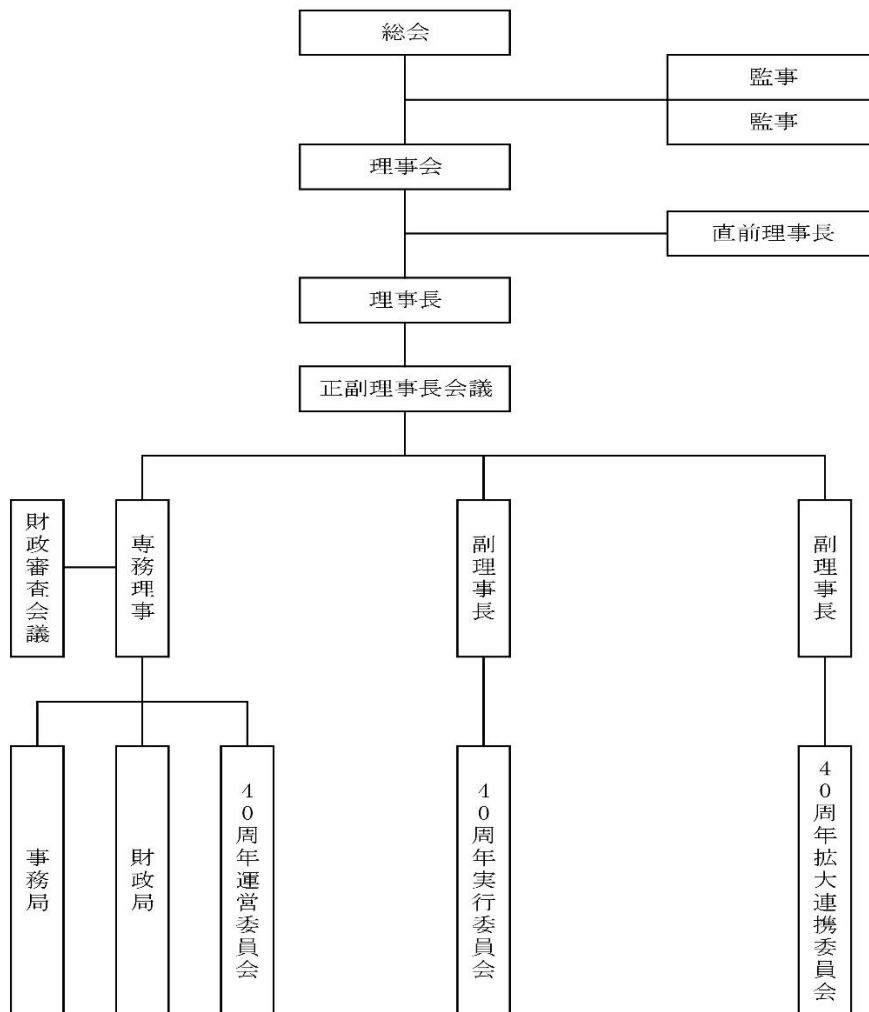 総会
監事
監事
理事会
直前理事長
理事長
正副理事長会議
財政審査会議
専務理事
副理事長
副理事長
事務局
財政局
40周年運営委員会
40周年実行委員会
40周年拡大連携委員会